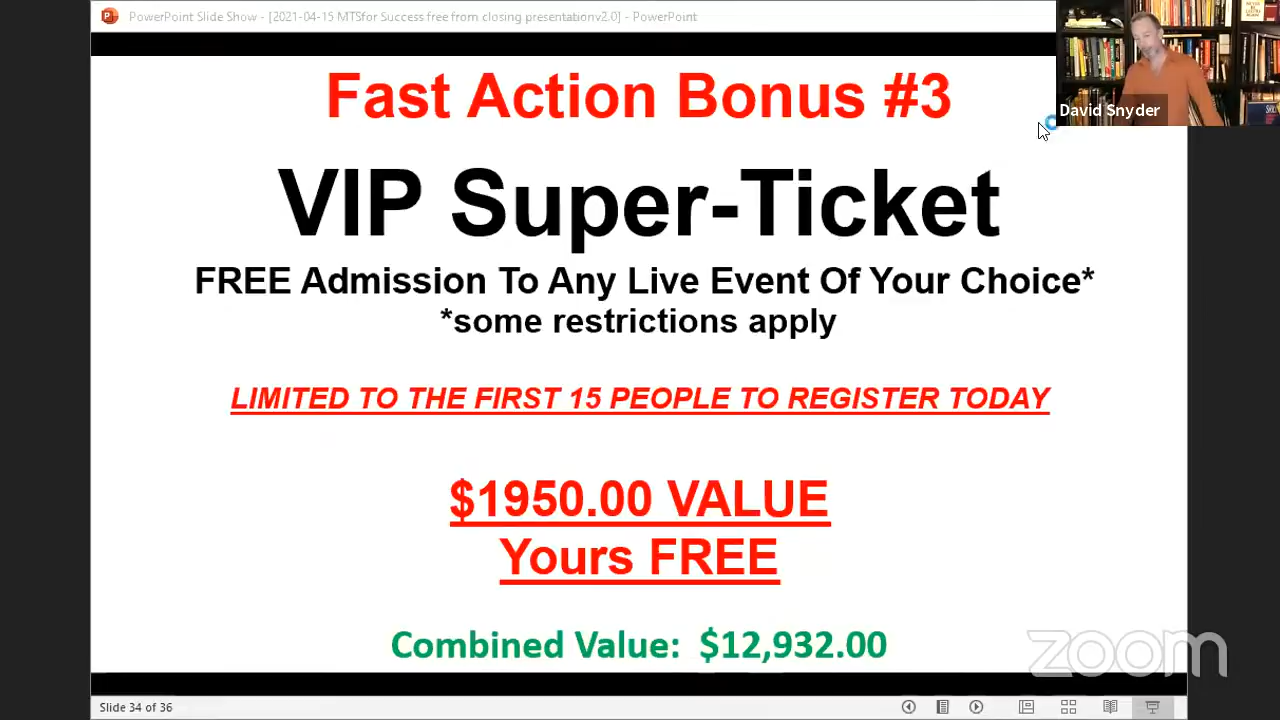 PowerPoint Slide Show - [2021-04-15 MTSfor Success free from closing presentationv2.0] - PowerPoint
David Snyder
Fast Action Bonus #3
VIP Super-Ticket
FREE Admission To Any Live Event Of Your Choice*
*some restrictions apply
LIMITED TO THE FIRST 15 PEOPLE TO REGISTER TODAY
$1950.00 VALUE
Yours FREE
Combined Value: $12,932.00
zoom
Slide 34 of 36